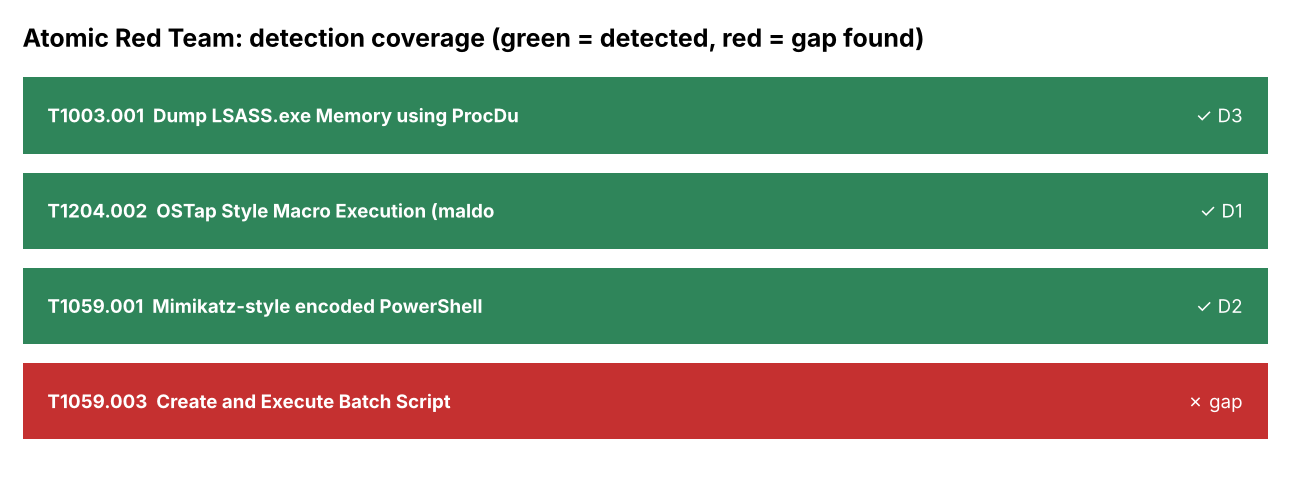 Atomic Red Team: detection coverage (green = detected, red = gap found)
T1003.001 Dump LSASS.exe Memory using ProcDu ✓ D3
T1204.002 OSTap Style Macro Execution (maldo ✓ D1
T1059.001 Mimikatz-style encoded PowerShell ✓ D2
T1059.003 Create and Execute Batch Script × gap